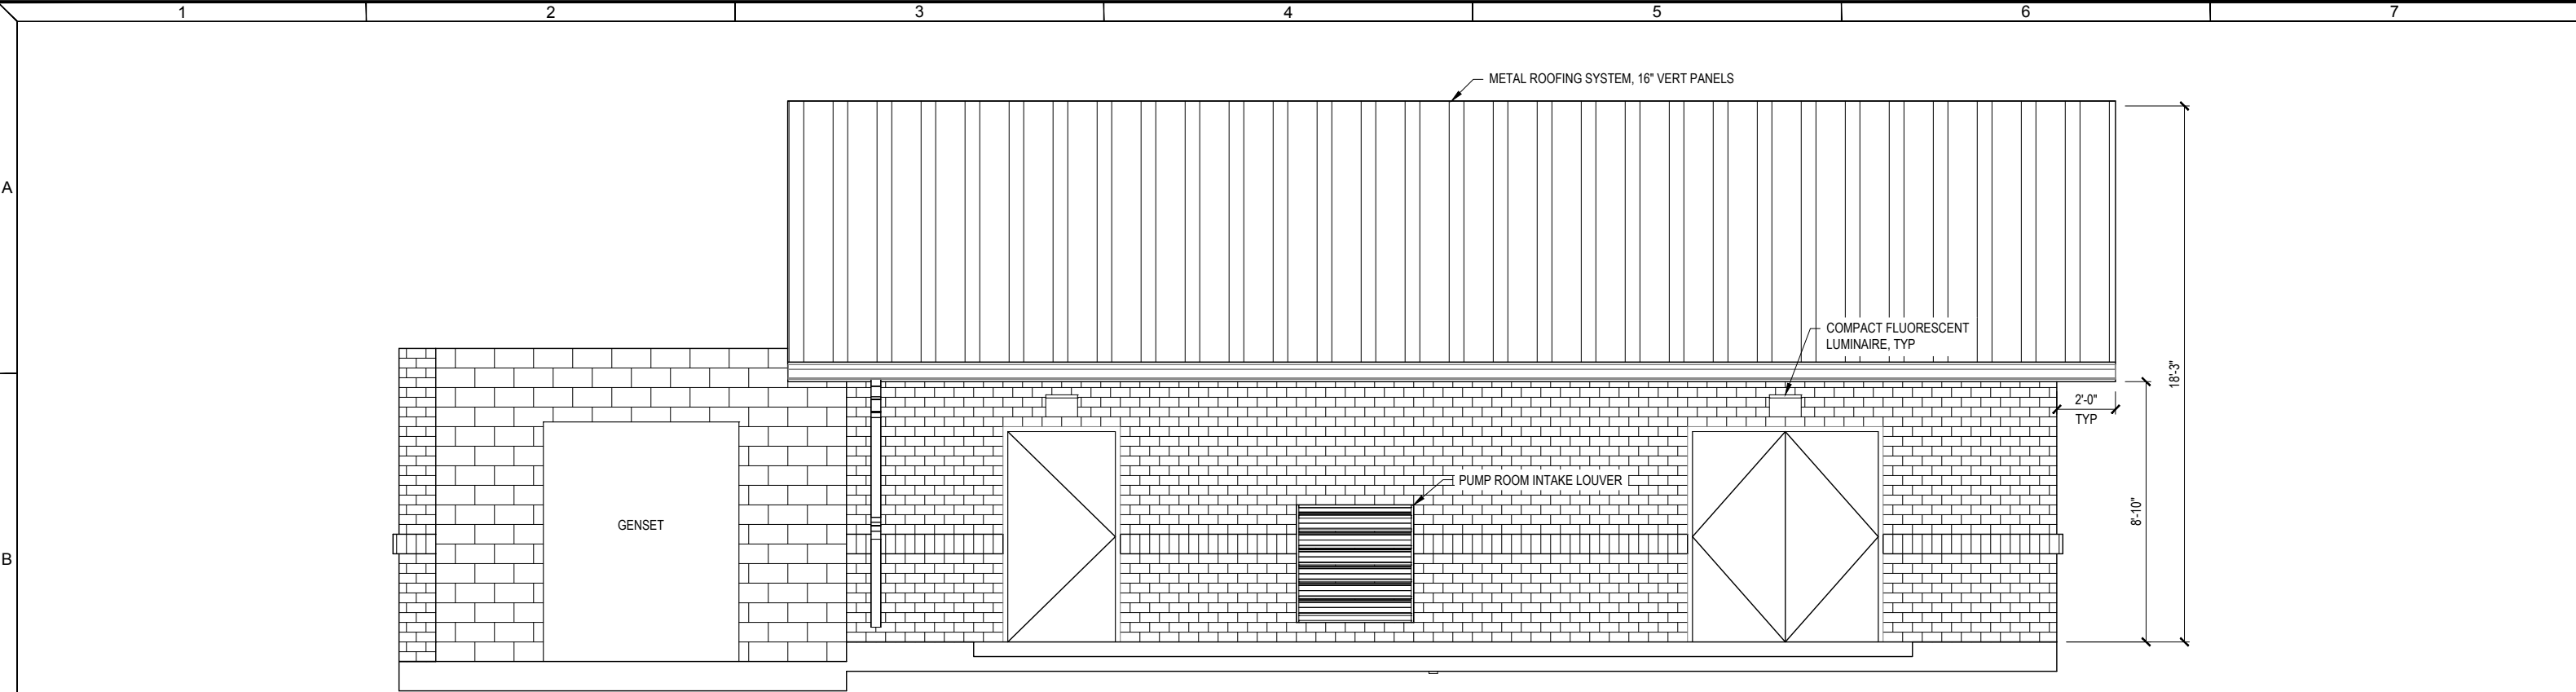 1 2 3 4 5 6 7
METAL ROOFING SYSTEM, 16" VERT PANELS
A
COMPACT FLUORESCENT
LUMINAIRE, TYP
18'-3"
2'-0"
TYP
PUMP ROOM INTAKE LOUVER
8'-10"
GENSET
B